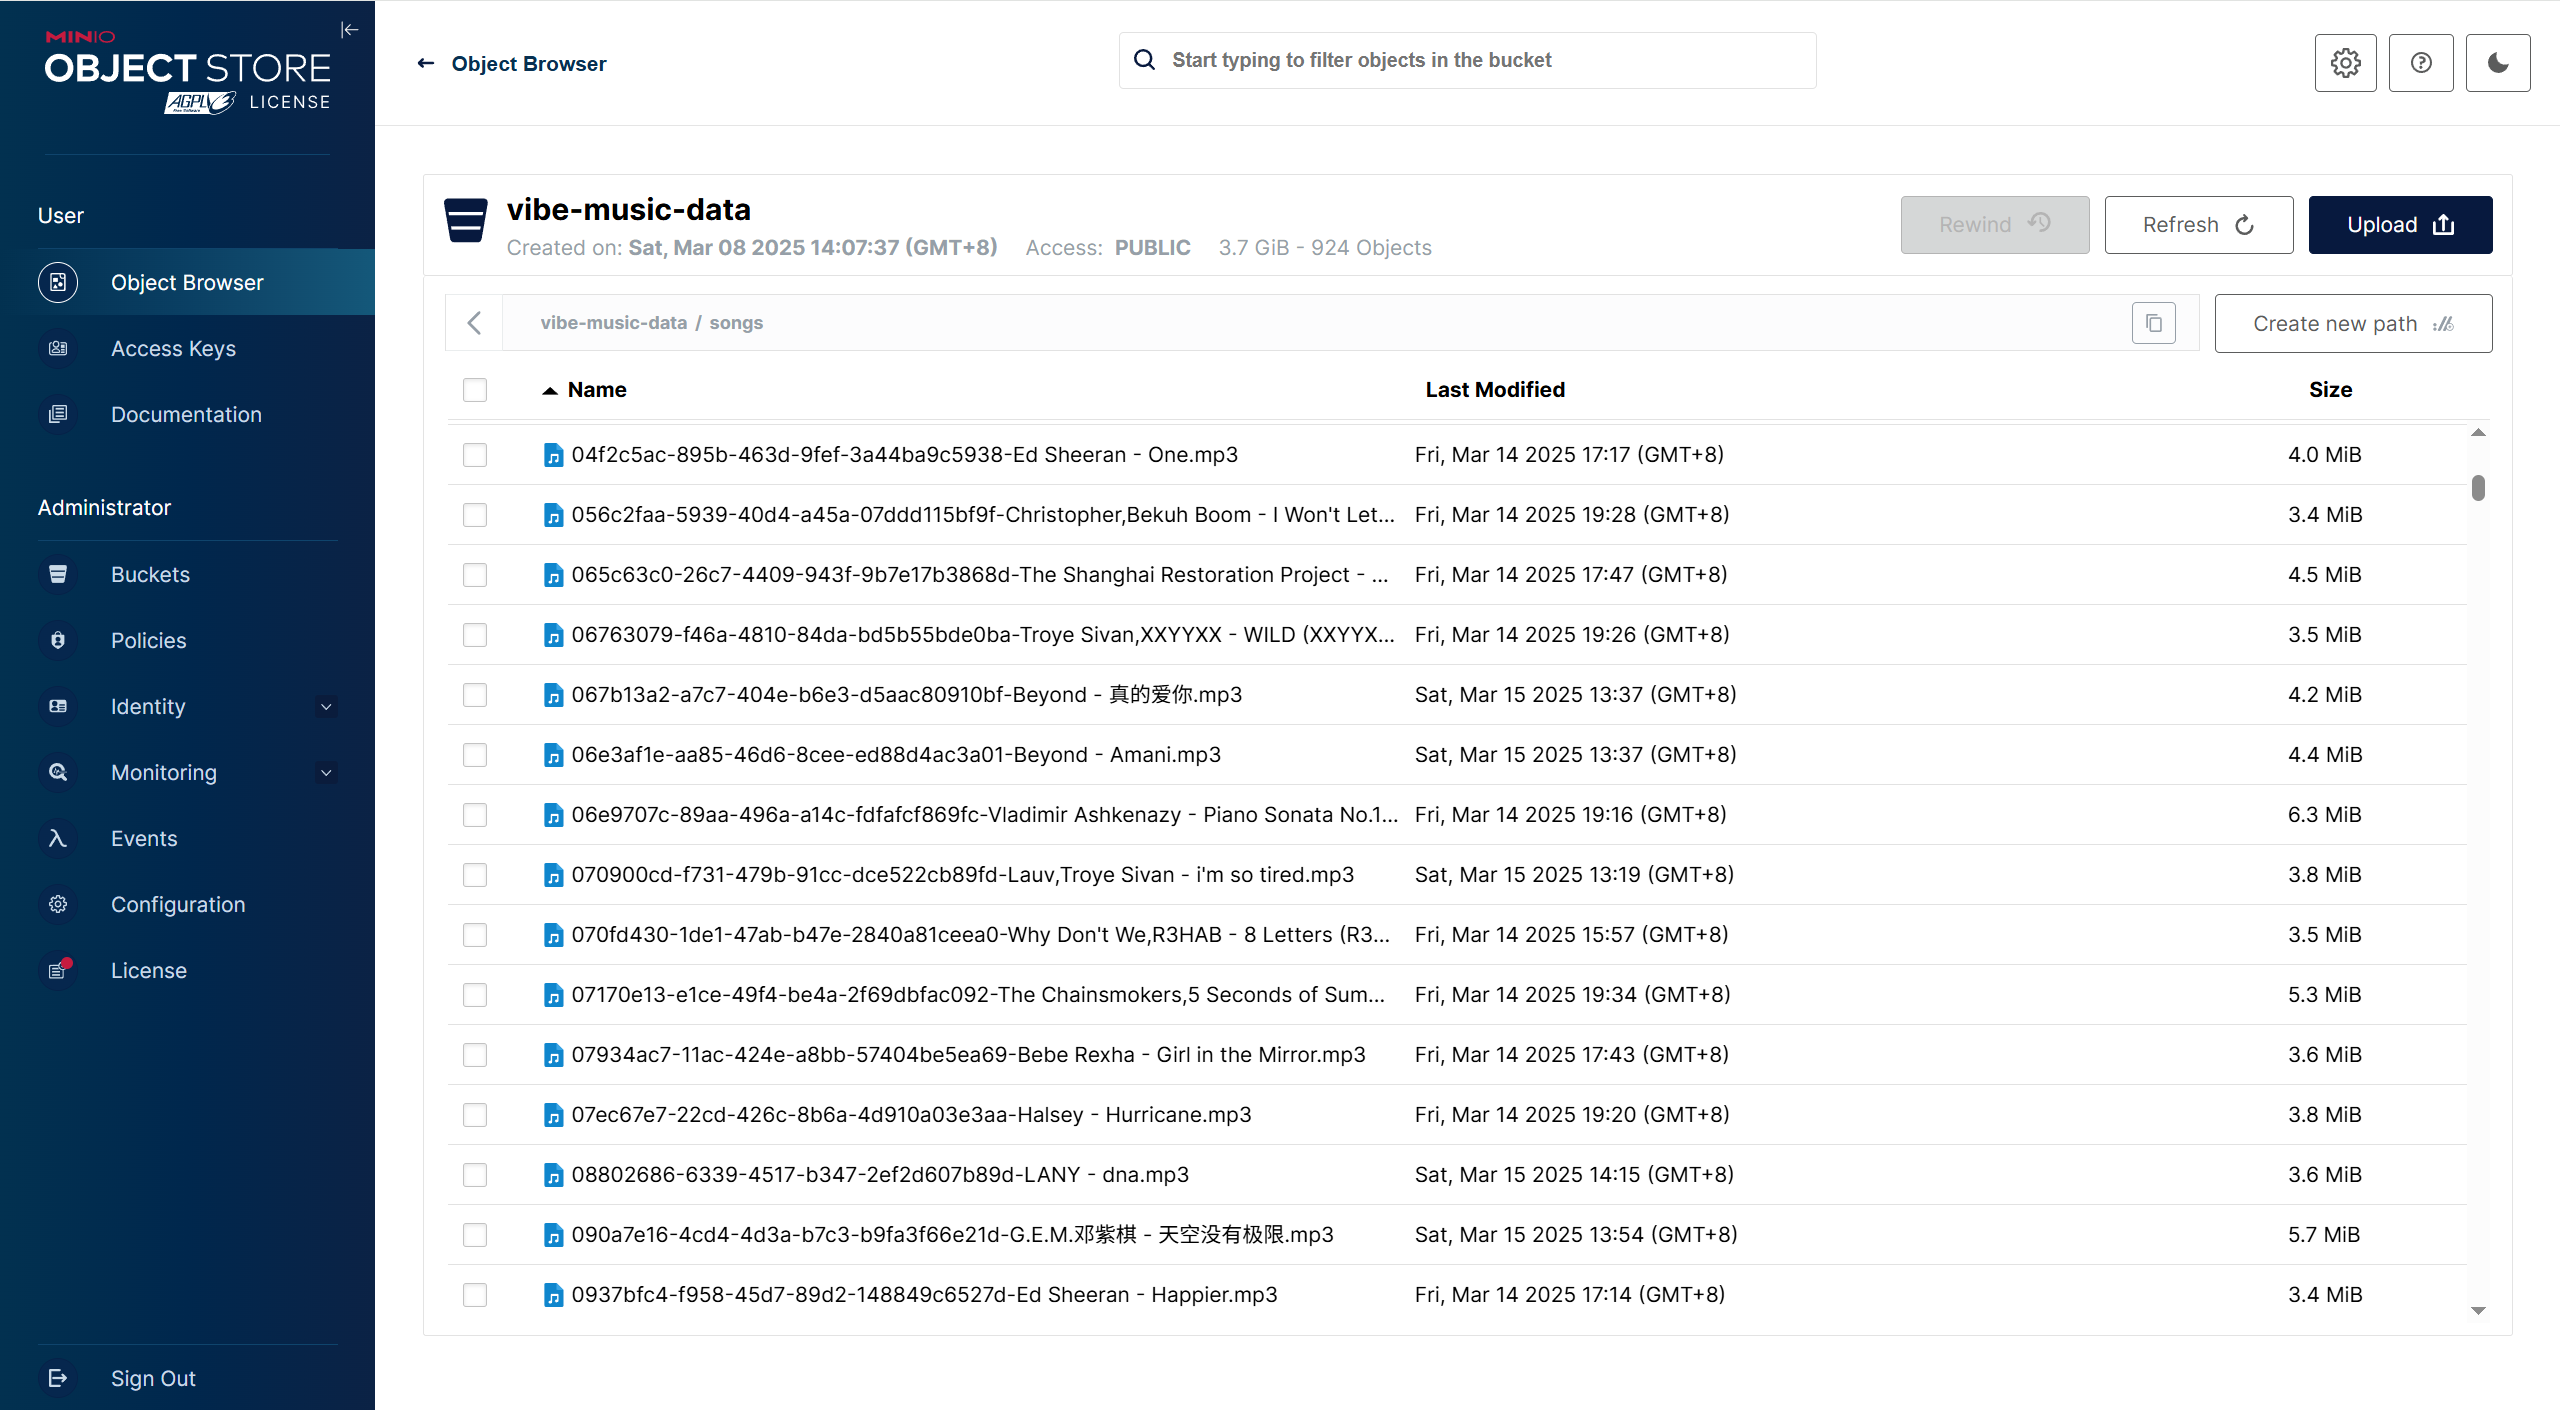 MINIO
OBJECT STORE
AGPL v3 LICENSE
User
Object Browser
Access Keys
Documentation
Administrator
Buckets
Policies
Identity
Monitoring
Events
Configuration
License
Sign Out
Object Browser
Start typing to filter objects in the bucket
vibe-music-data
Created on: Sat, Mar 08 2025 14:07:37 (GMT+8) Access: PUBLIC 3.7 GiB - 924 Objects
Rewind Refresh Upload
vibe-music-data / songs
Create new path
Name Last Modified Size
04f2c5ac-895b-463d-9fef-3a44ba9c5938-Ed Sheeran - One.mp3 Fri, Mar 14 2025 17:17 (GMT+8) 4.0 MiB
056c2faa-5939-40d4-a45a-07ddd115bf9f-Christopher,Bekuh Boom - I Won't Let... Fri, Mar 14 2025 19:28 (GMT+8) 3.4 MiB
065c63c0-26c7-4409-943f-9b7e17b3868d-The Shanghai Restoration Project - ... Fri, Mar 14 2025 17:47 (GMT+8) 4.5 MiB
06763079-f46a-4810-84da-bd5b55bde0ba-Troye Sivan,XXYYXX - WILD (XXYYX... Fri, Mar 14 2025 19:26 (GMT+8) 3.5 MiB
067b13a2-a7c7-404e-b6e3-d5aac80910bf-Beyond - 真的爱你.mp3 Sat, Mar 15 2025 13:37 (GMT+8) 4.2 MiB
06e3af1e-aa85-46d6-8cee-ed88d4ac3a01-Beyond - Amani.mp3 Sat, Mar 15 2025 13:37 (GMT+8) 4.4 MiB
06e9707c-89aa-496a-a14c-fdfafcf869fc-Vladimir Ashkenazy - Piano Sonata No.1... Fri, Mar 14 2025 19:16 (GMT+8) 6.3 MiB
070900cd-f731-479b-91cc-dce522cb89fd-Lauv,Troye Sivan - i'm so tired.mp3 Sat, Mar 15 2025 13:19 (GMT+8) 3.8 MiB
070fd430-1de1-47ab-b47e-2840a81ceea0-Why Don't We,R3HAB - 8 Letters (R3... Fri, Mar 14 2025 15:57 (GMT+8) 3.5 MiB
07170e13-e1ce-49f4-be4a-2f69dbfac092-The Chainsmokers,5 Seconds of Sum... Fri, Mar 14 2025 19:34 (GMT+8) 5.3 MiB
07934ac7-11ac-424e-a8bb-57404be5ea69-Bebe Rexha - Girl in the Mirror.mp3 Fri, Mar 14 2025 17:43 (GMT+8) 3.6 MiB
07ec67e7-22cd-426c-8b6a-4d910a03e3aa-Halsey - Hurricane.mp3 Fri, Mar 14 2025 19:20 (GMT+8) 3.8 MiB
08802686-6339-4517-b347-2ef2d607b89d-LANY - dna.mp3 Sat, Mar 15 2025 14:15 (GMT+8) 3.6 MiB
090a7e16-4cd4-4d3a-b7c3-b9fa3f66e21d-G.E.M.邓紫棋 - 天空没有极限.mp3 Sat, Mar 15 2025 13:54 (GMT+8) 5.7 MiB
0937bfc4-f958-45d7-89d2-148849c6527d-Ed Sheeran - Happier.mp3 Fri, Mar 14 2025 17:14 (GMT+8) 3.4 MiB